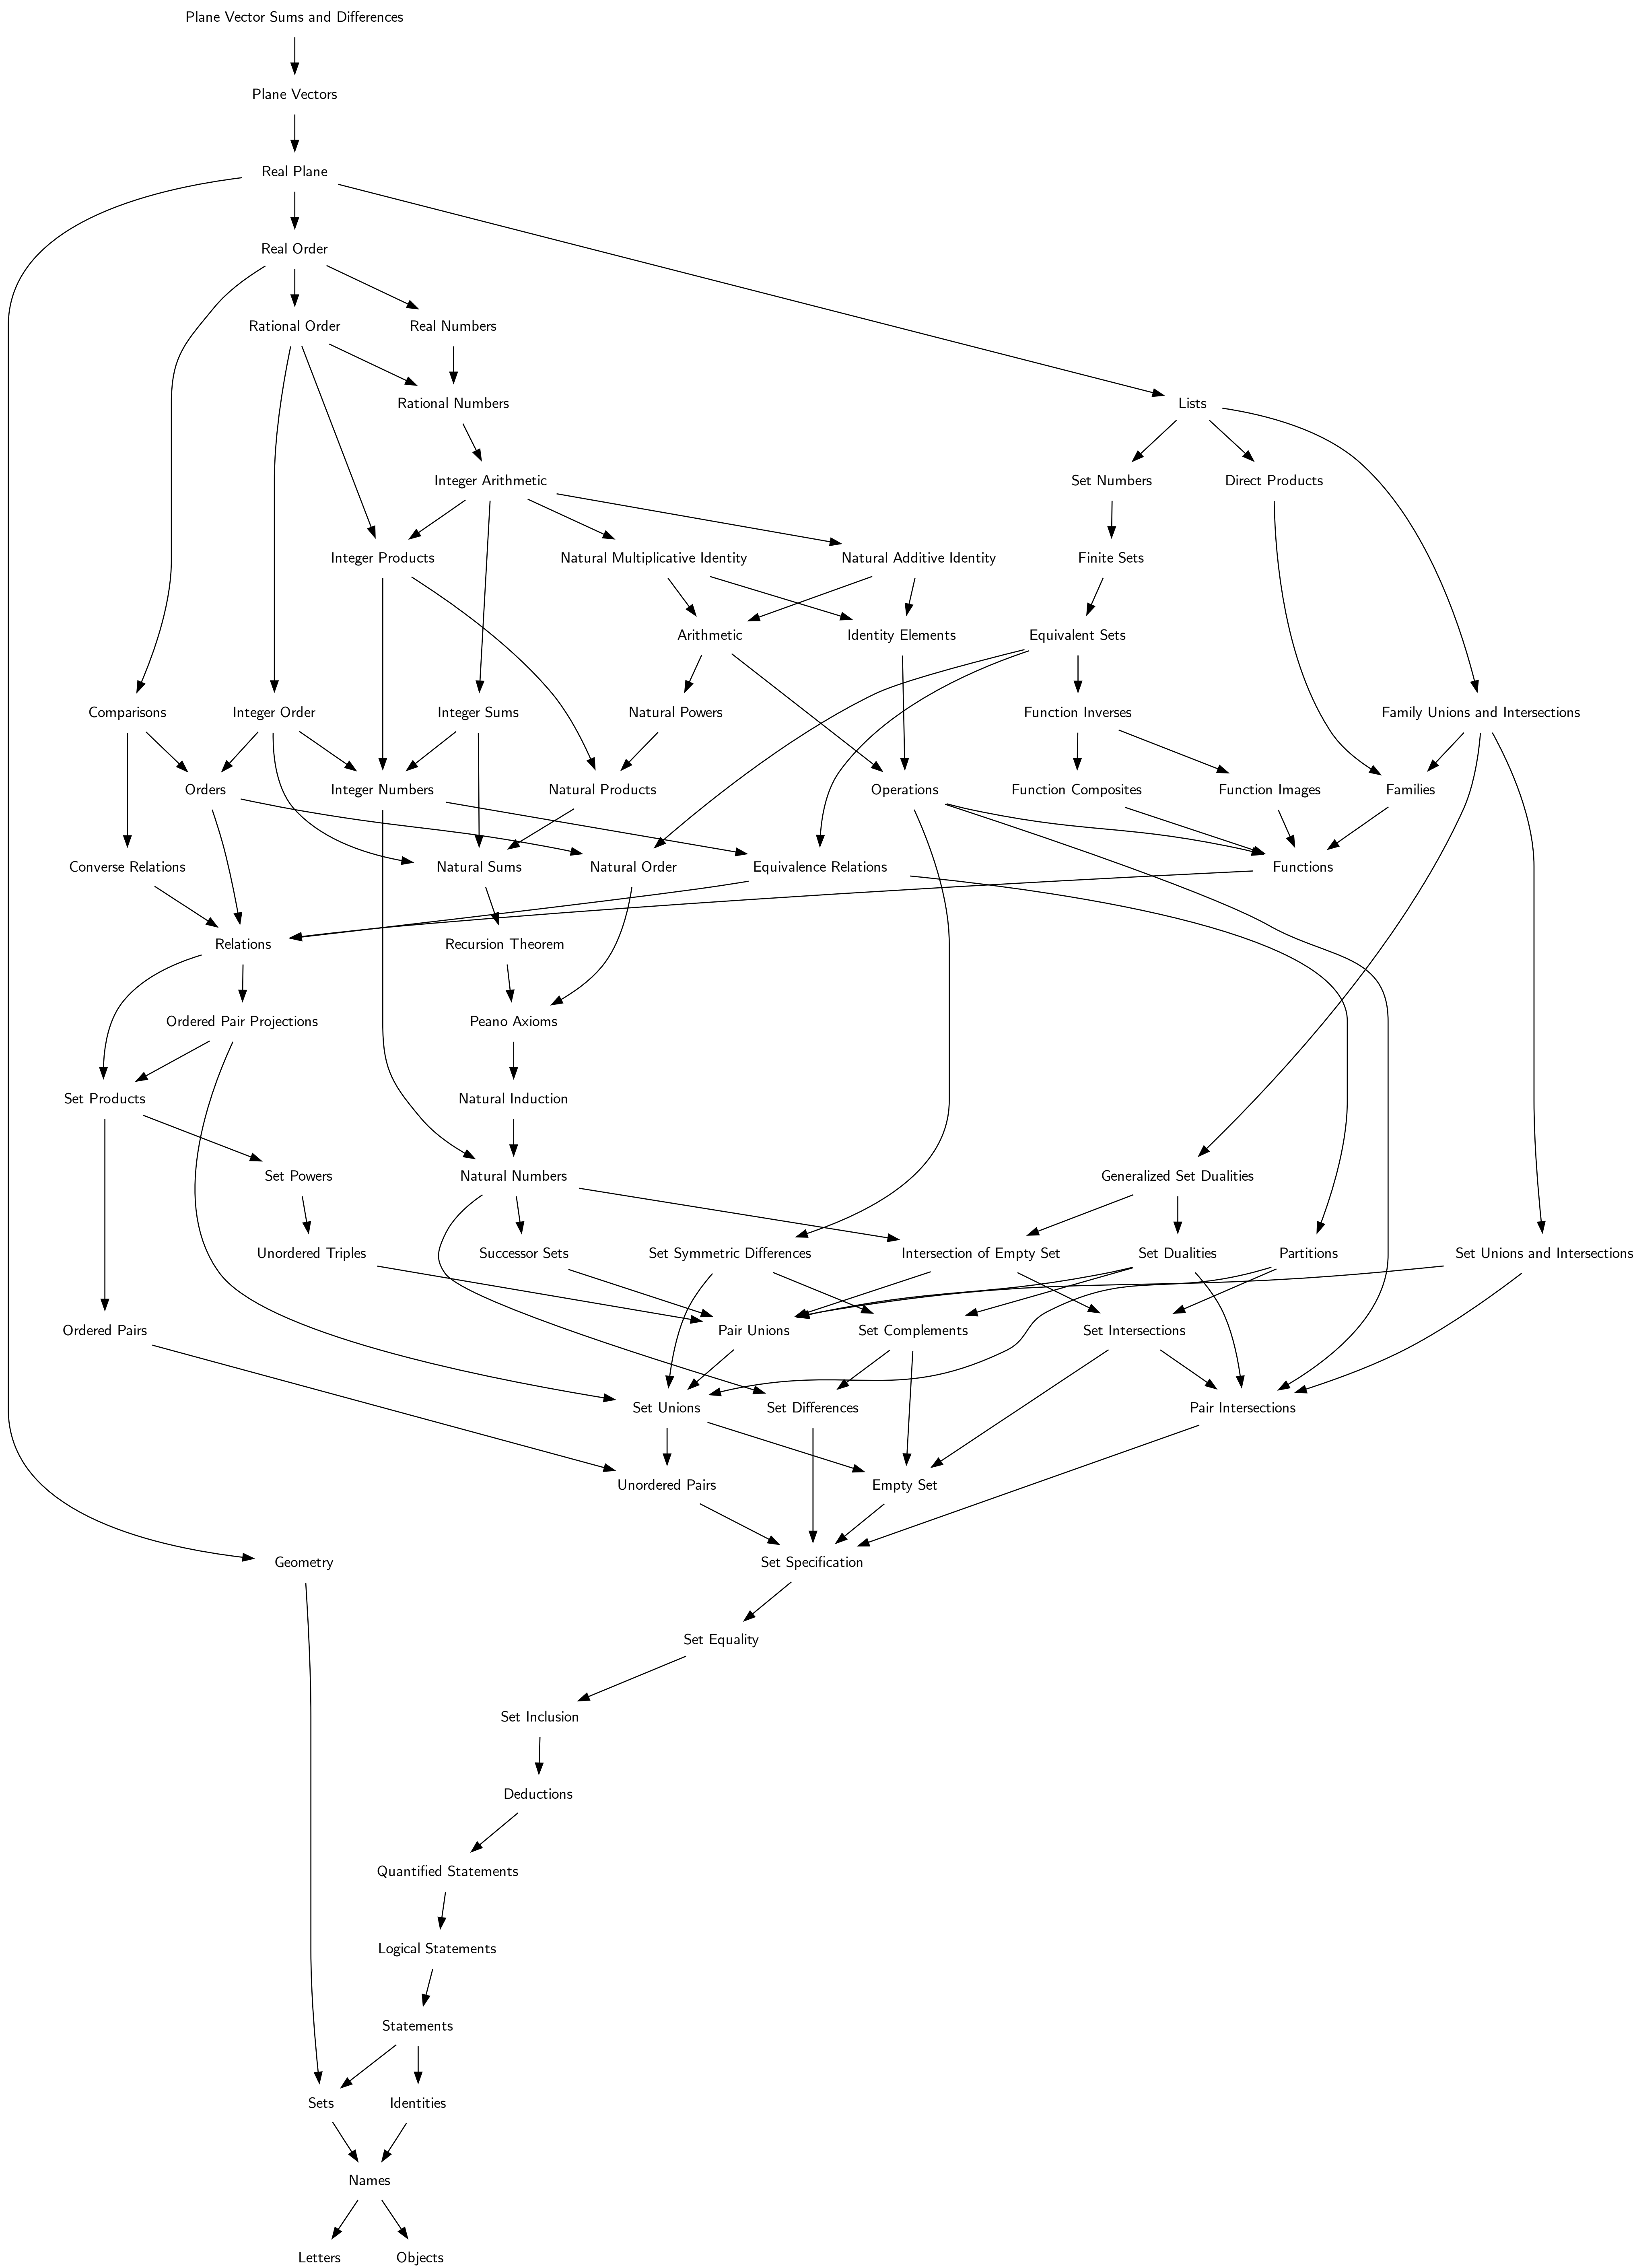 Plane Vector Sums and Differences
Plane Vectors
Real Plane
Real Order
Rational Order
Real Numbers
Rational Numbers
Lists
Integer Arithmetic
Set Numbers
Direct Products
Integer Products
Natural Multiplicative Identity
Natural Additive Identity
Finite Sets
Arithmetic
Identity Elements
Equivalent Sets
Comparisons
Integer Order
Integer Sums
Natural Powers
Function Inverses
Family Unions and Intersections
Orders
Integer Numbers
Natural Products
Operations
Function Composites
Function Images
Families
Converse Relations
Natural Sums
Natural Order
Equivalence Relations
Functions
Relations
Recursion Theorem
Ordered Pair Projections
Peano Axioms
Set Products
Natural Induction
Set Powers
Natural Numbers
Generalized Set Dualities
Unordered Triples
Successor Sets
Set Symmetric Differences
Intersection of Empty Set
Set Dualities
Partitions
Set Unions and Intersections
Ordered Pairs
Pair Unions
Set Complements
Set Intersections
Set Unions
Set Differences
Pair Intersections
Unordered Pairs
Empty Set
Geometry
Set Specification
Set Equality
Set Inclusion
Deductions
Quantified Statements
Logical Statements
Statements
Sets
Identities
Names
Letters
Objects